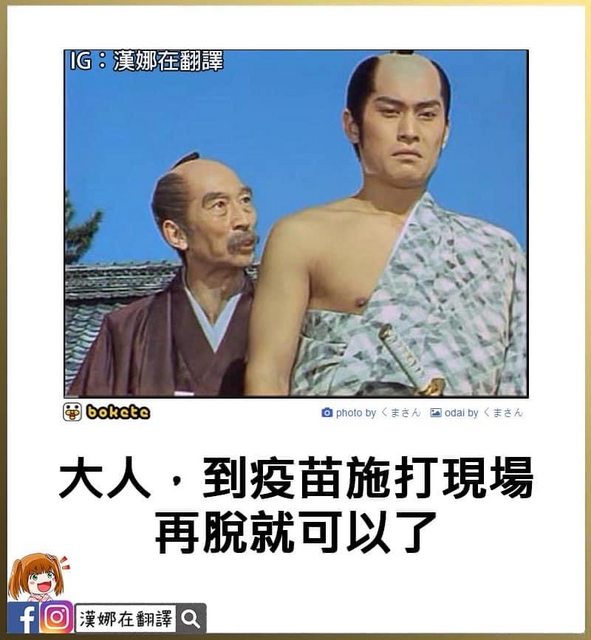 IG：漢娜在翻譯
bokete
photo by くまさん odai by くまさん
大人，到疫苗施打現場
再脫就可以了
漢娜在翻譯